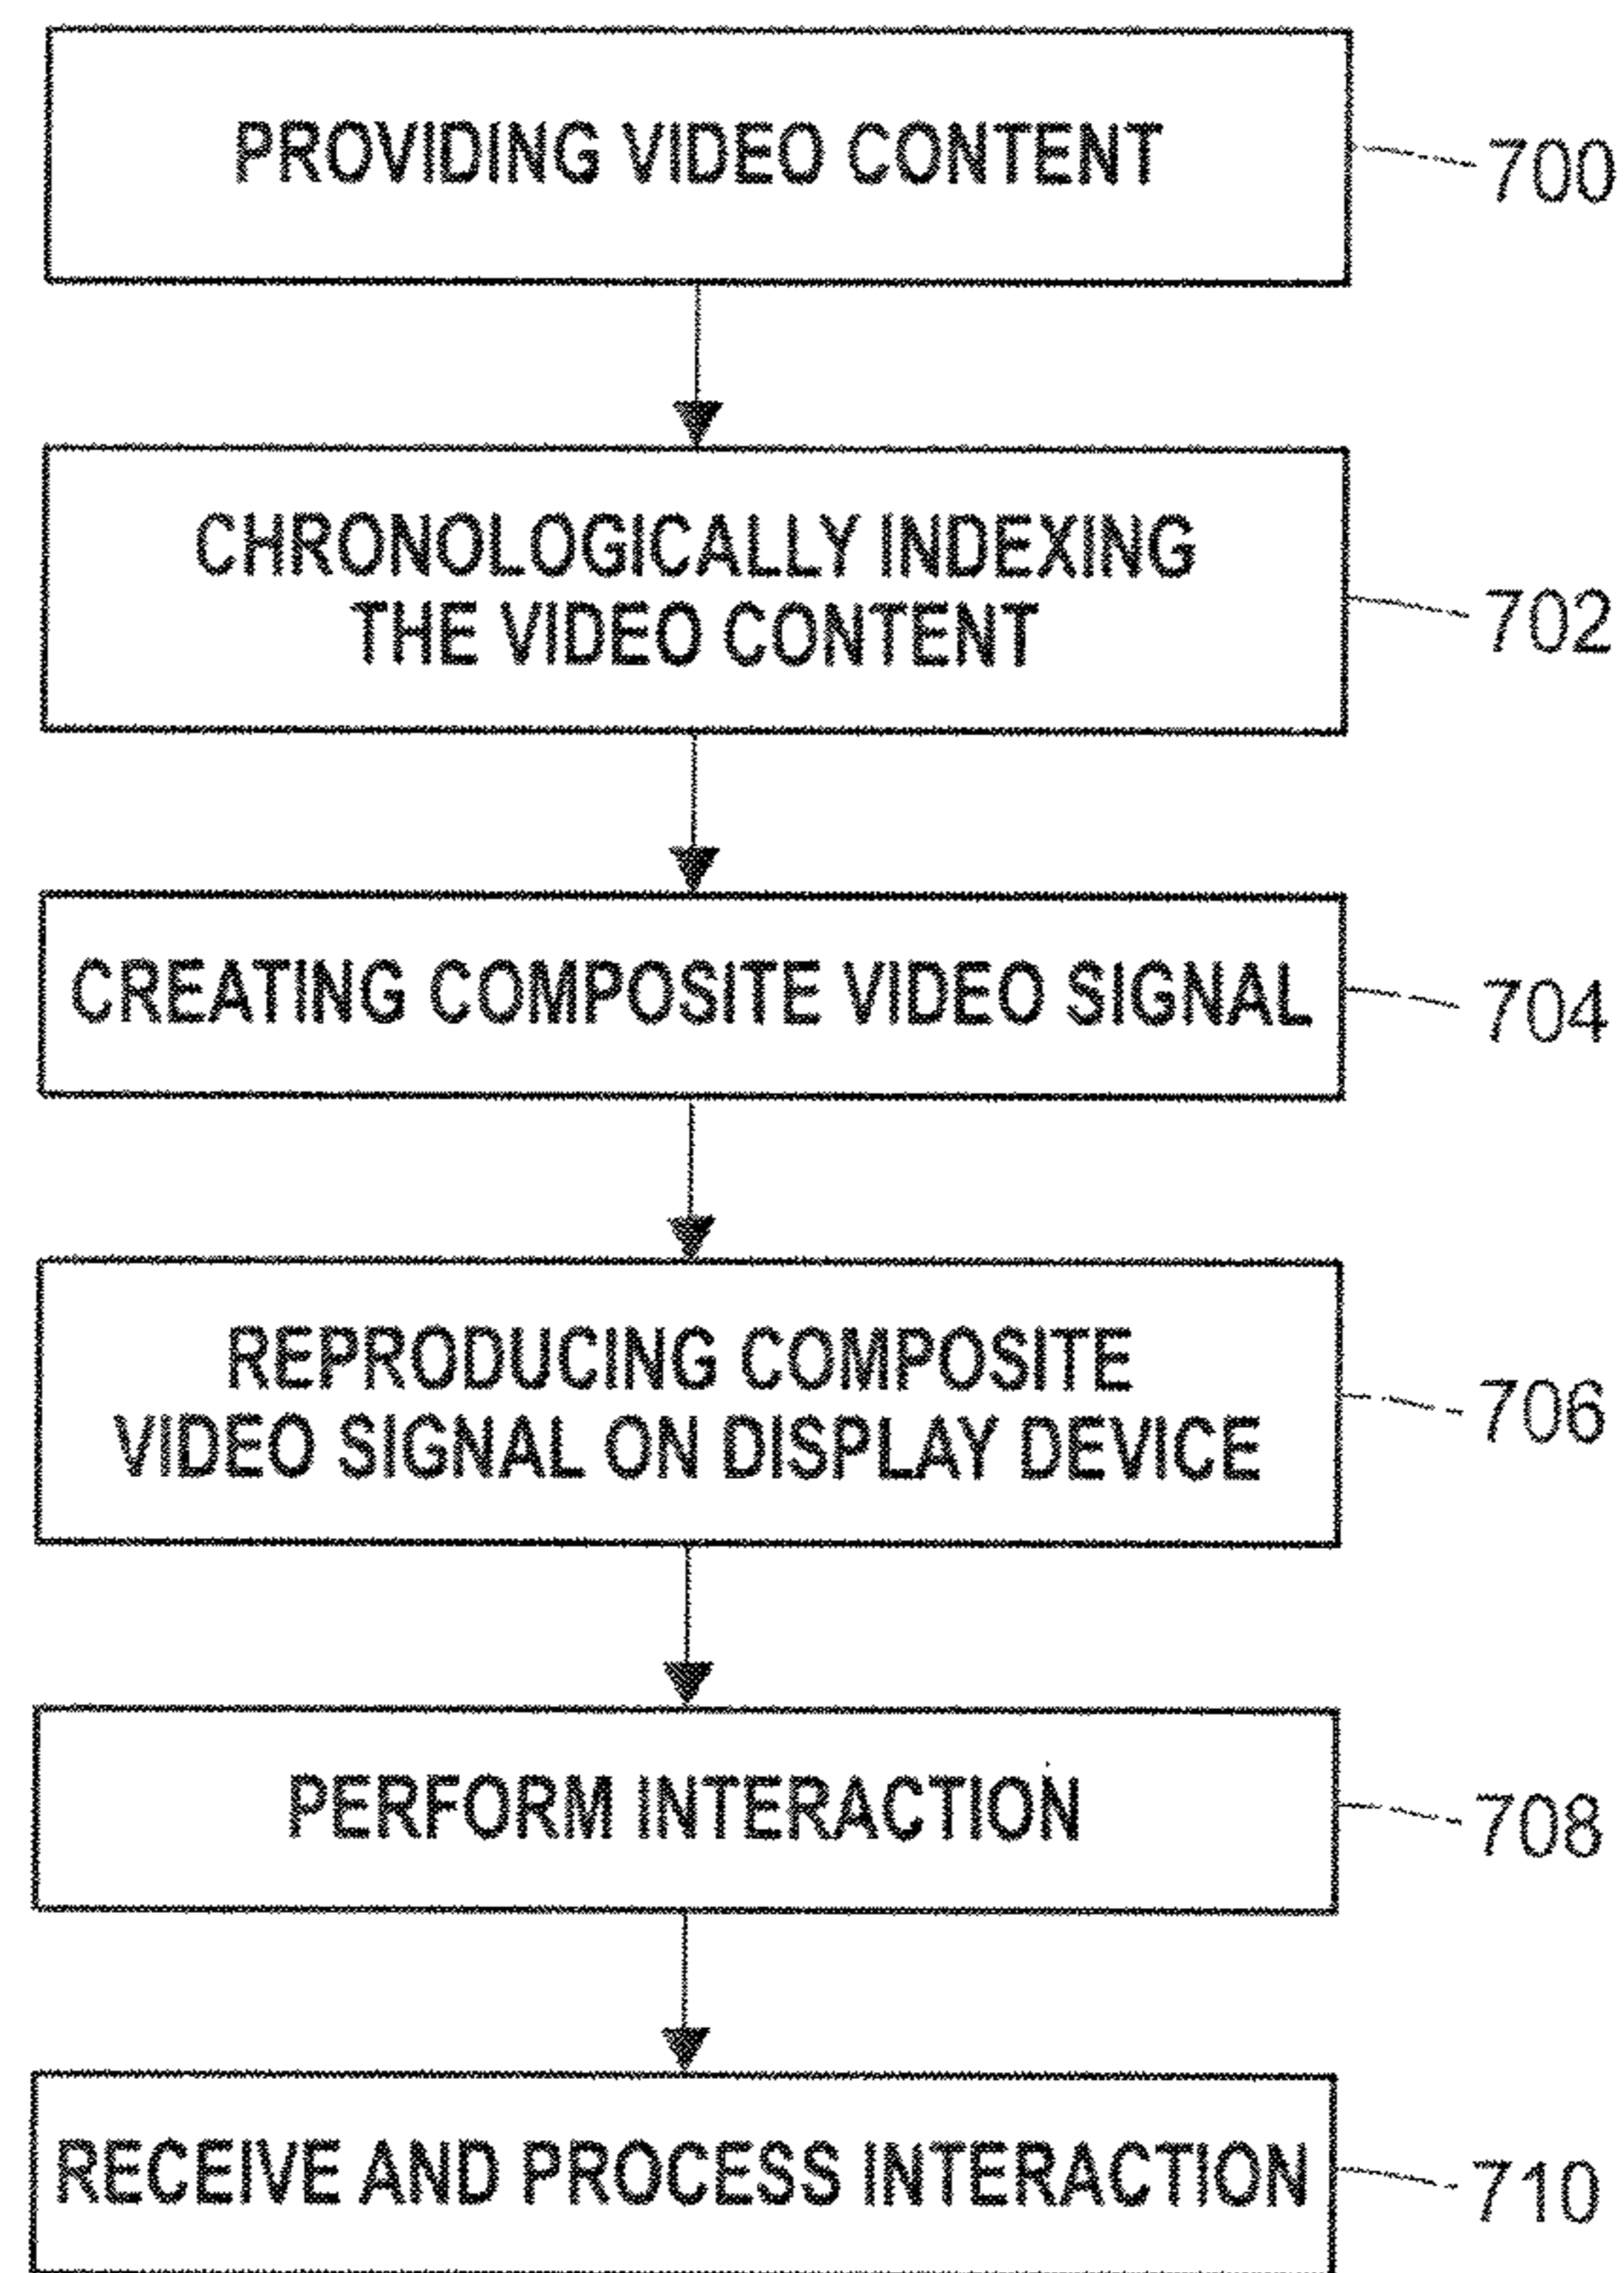 PROVIDING VIDEO CONTENT
700
CHRONOLOGICALLY INDEXING
THE VIDEO CONTENT
702
CREATING COMPOSITE VIDEO SIGNAL
704
REPRODUCING COMPOSITE
VIDEO SIGNAL ON DISPLAY DEVICE
706
PERFORM INTERACTION
708
RECEIVE AND PROCESS INTERACTION
710